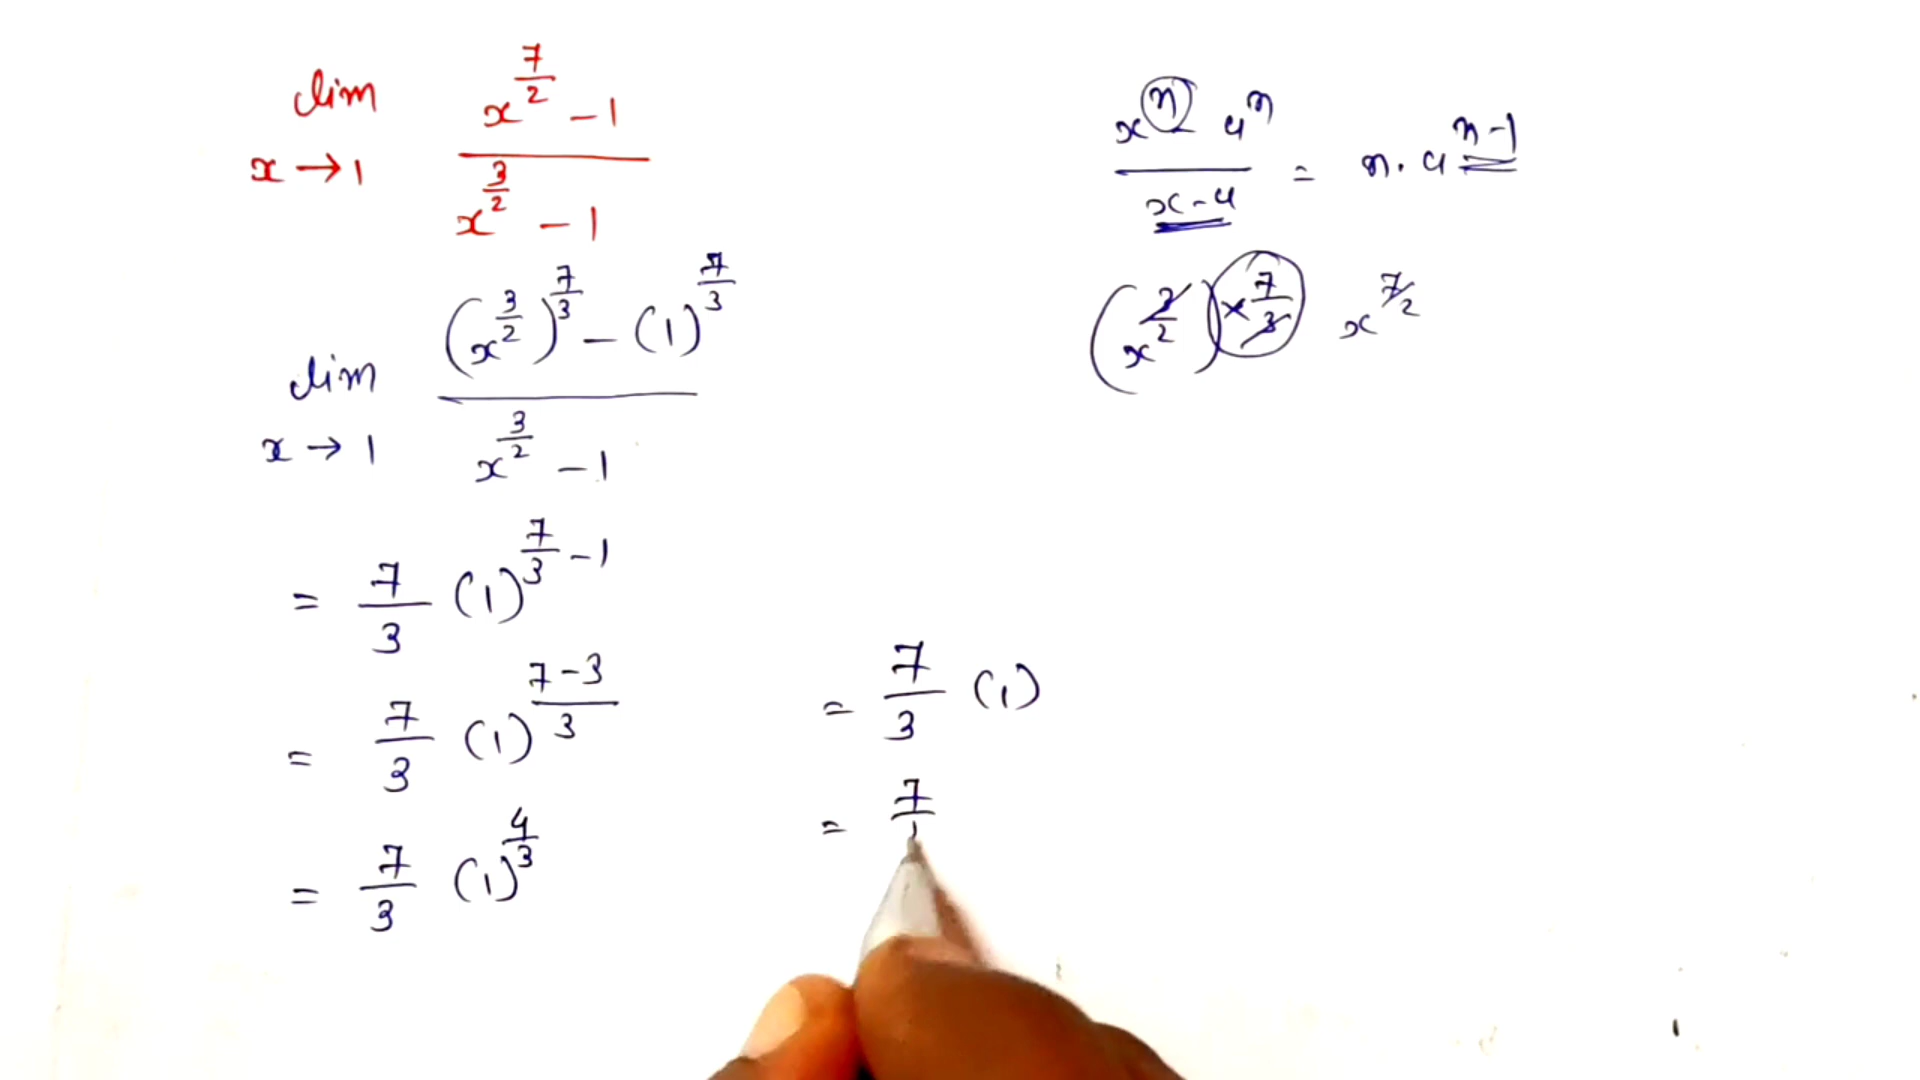 lim x→1 (x^(7/2) - 1) / (x^(3/2) - 1)
lim x→1 ((x^(3/2))^(7/3) - (1)^(7/3)) / (x^(3/2) - 1)
= 7/3 (1)^(7/3 - 1)
= 7/3 (1)^((7-3)/3)
= 7/3 (1)^(4/3)
= 7/3 (1)
= 7/
(x^n - a^n) / (x - a) = n. a^(n-1)
(x^(3/2)) × 7/3 x^(7/2)